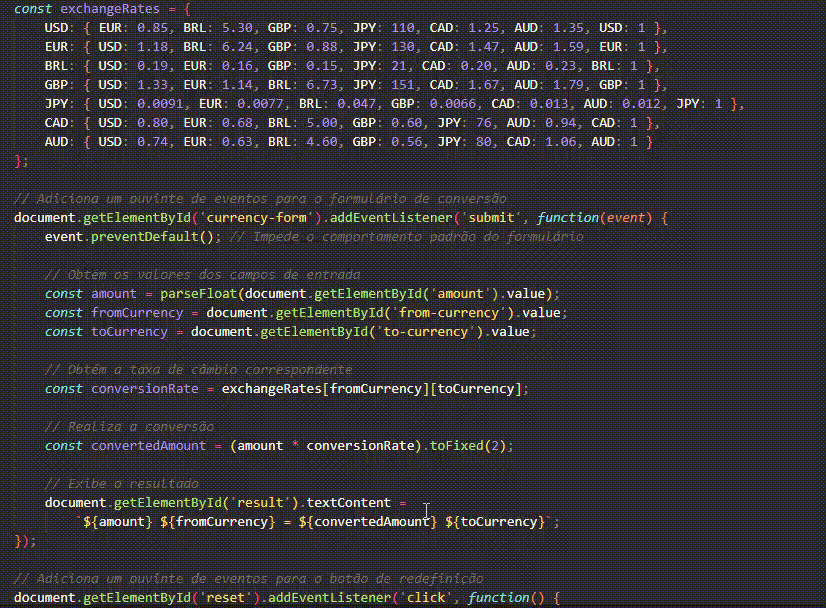 const exchangeRates = {
    USD: { EUR: 0.85, BRL: 5.30, GBP: 0.75, JPY: 110, CAD: 1.25, AUD: 1.35, USD: 1 },
    EUR: { USD: 1.18, BRL: 6.24, GBP: 0.88, JPY: 130, CAD: 1.47, AUD: 1.59, EUR: 1 },
    BRL: { USD: 0.19, EUR: 0.16, GBP: 0.15, JPY: 21, CAD: 0.20, AUD: 0.23, BRL: 1 },
    GBP: { USD: 1.33, EUR: 1.14, BRL: 6.73, JPY: 151, CAD: 1.67, AUD: 1.79, GBP: 1 },
    JPY: { USD: 0.0091, EUR: 0.0077, BRL: 0.047, GBP: 0.0066, CAD: 0.013, AUD: 0.012, JPY: 1 },
    CAD: { USD: 0.80, EUR: 0.68, BRL: 5.00, GBP: 0.60, JPY: 76, AUD: 0.94, CAD: 1 },
    AUD: { USD: 0.74, EUR: 0.63, BRL: 4.60, GBP: 0.56, JPY: 80, CAD: 1.06, AUD: 1 }
};
// Adiciona um ouvinte de eventos para o formulário de conversão
document.getElementById('currency-form').addEventListener('submit', function(event) {
    event.preventDefault(); // Impede o comportamento padrão do formulário
    // Obtém os valores dos campos de entrada
    const amount = parseFloat(document.getElementById('amount').value);
    const fromCurrency = document.getElementById('from-currency').value;
    const toCurrency = document.getElementById('to-currency').value;
    // Obtém a taxa de câmbio correspondente
    const conversionRate = exchangeRates[fromCurrency][toCurrency];
    // Realiza a conversão
    const convertedAmount = (amount * conversionRate).toFixed(2);
    // Exibe o resultado
    document.getElementById('result').textContent =
        `${amount} ${fromCurrency} = ${convertedAmount} ${toCurrency}`;
});
// Adiciona um ouvinte de eventos para o botão de redefinição
document.getElementById('reset').addEventListener('click', function() {